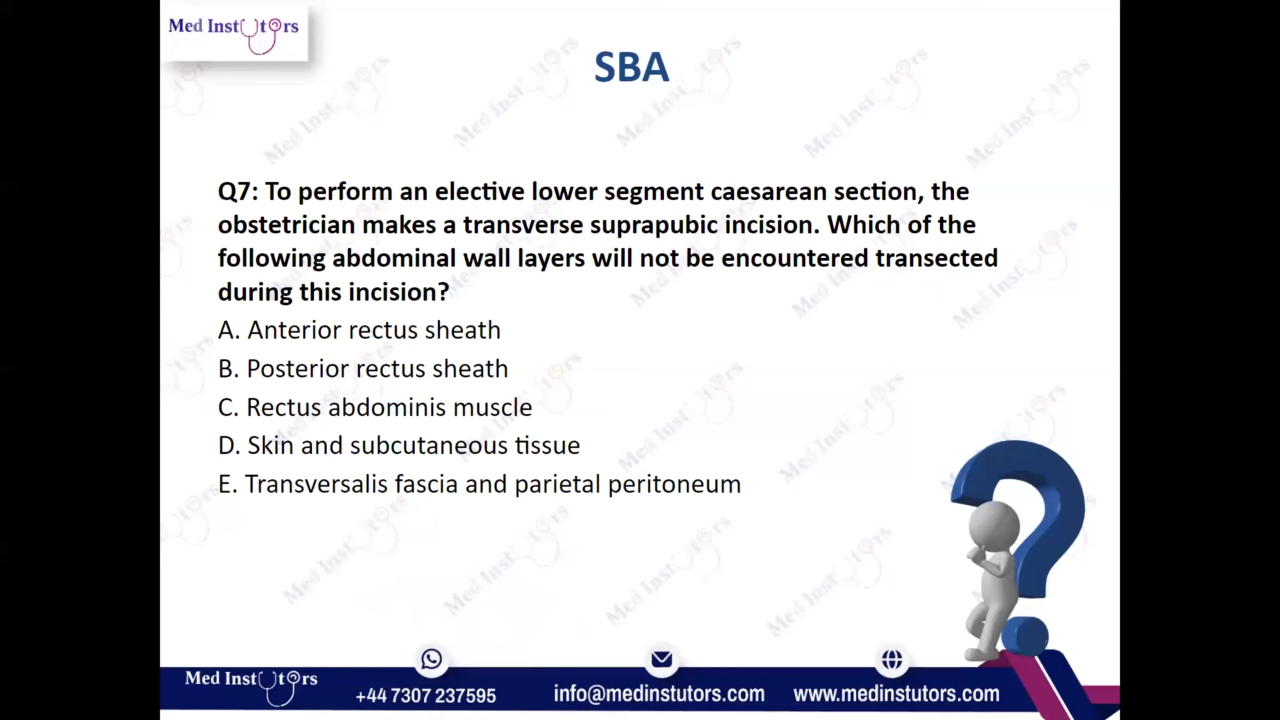 Med Instutors
SBA
Q7: To perform an elective lower segment caesarean section, the
obstetrician makes a transverse suprapubic incision. Which of the
following abdominal wall layers will not be encountered transected
during this incision?
A. Anterior rectus sheath
B. Posterior rectus sheath
C. Rectus abdominis muscle
D. Skin and subcutaneous tissue
E. Transversalis fascia and parietal peritoneum
Med Instutors
+44 7307 237595
info@medinstutors.com
www.medinstutors.com